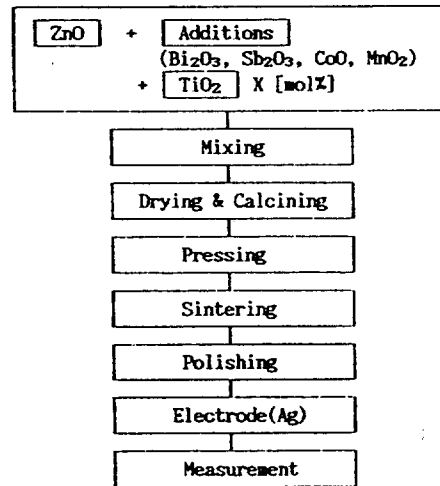 ZnO + Additions
(Bi₂O₃, Sb₂O₃, CoO, MnO₂)
+ TiO₂ X [mol%]
Mixing
Drying & Calcining
Pressing
Sintering
Polishing
Electrode(Ag)
Measurement